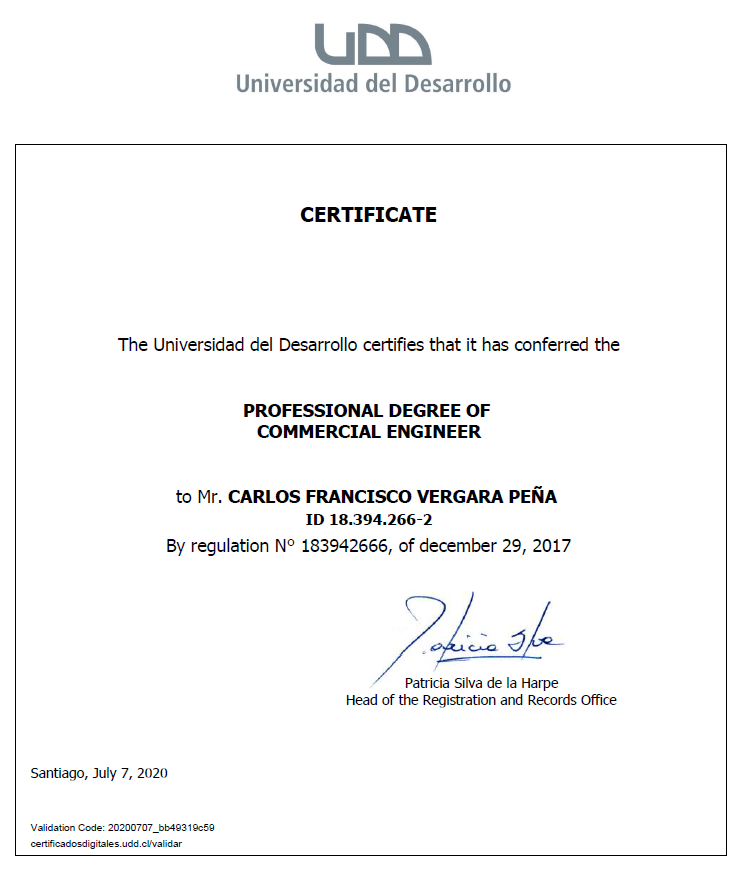 UDD
Universidad del Desarrollo
CERTIFICATE
The Universidad del Desarrollo certifies that it has conferred the
PROFESSIONAL DEGREE OF
COMMERCIAL ENGINEER
to Mr. CARLOS FRANCISCO VERGARA PEÑA
ID 18.394.266-2
By regulation Nº 183942666, of december 29, 2017
Patricia Silva
Patricia Silva de la Harpe
Head of the Registration and Records Office
Santiago, July 7, 2020
Validation Code: 20200707_bb49319c59
certificadosdigitales.udd.cl/validar